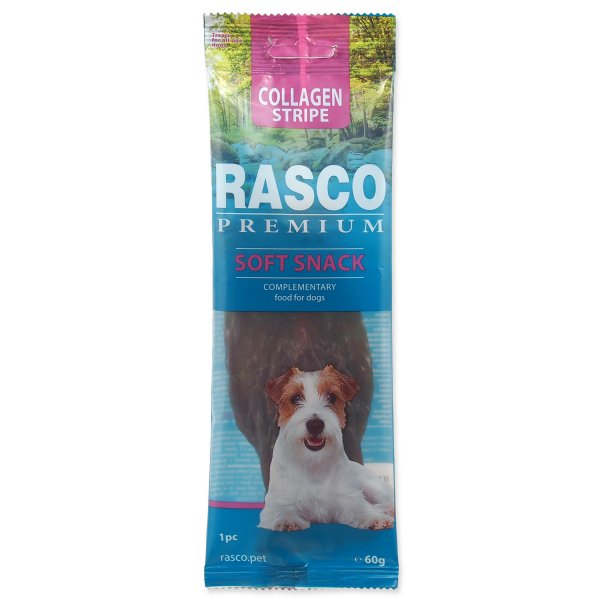 COLLAGEN
STRIPE
RASCO
PREMIUM
SOFT SNACK
COMPLEMENTARY
food for dogs
1pc
℮ 60g
rasco.pet